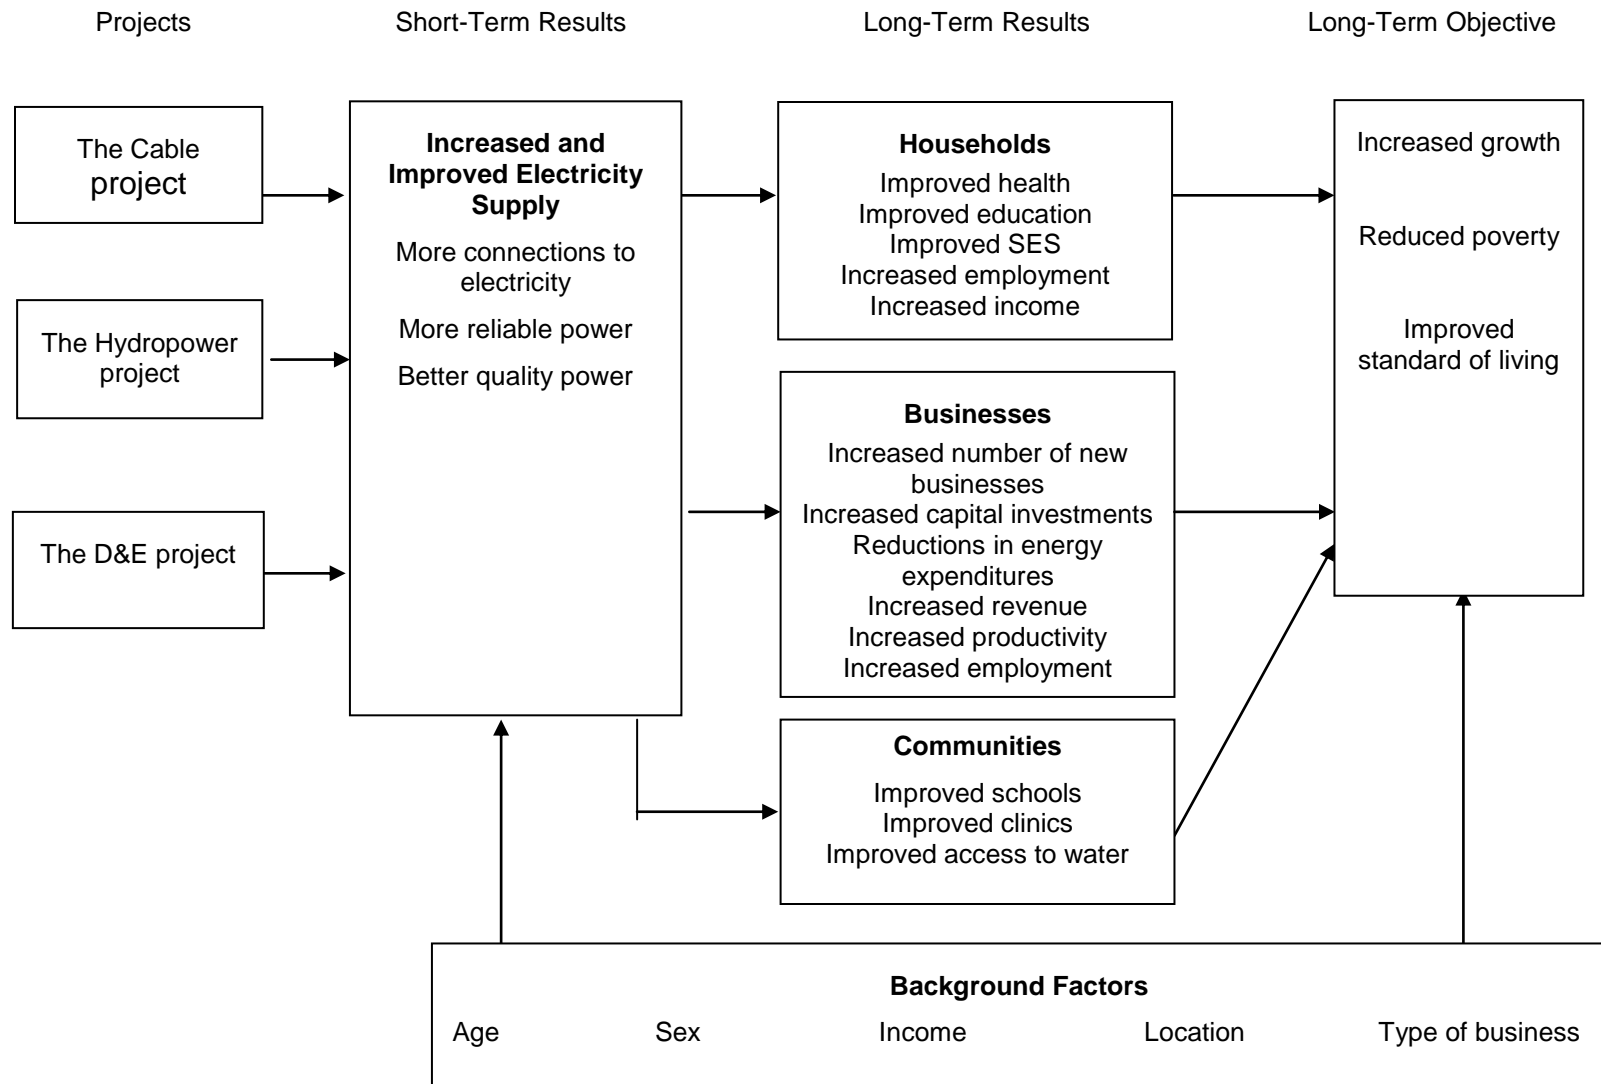 Projects
Short-Term Results
Long-Term Results
Long-Term Objective
The Cable
project
The Hydropower
project
The D&E project
Increased and
Improved Electricity
Supply
More connections to
electricity
More reliable power
Better quality power
Households
Improved health
Improved education
Improved SES
Increased employment
Increased income
Businesses
Increased number of new
businesses
Increased capital investments
Reductions in energy
expenditures
Increased revenue
Increased productivity
Increased employment
Communities
Improved schools
Improved clinics
Improved access to water
Increased growth
Reduced poverty
Improved
standard of living
Background Factors
Age
Sex
Income
Location
Type of business